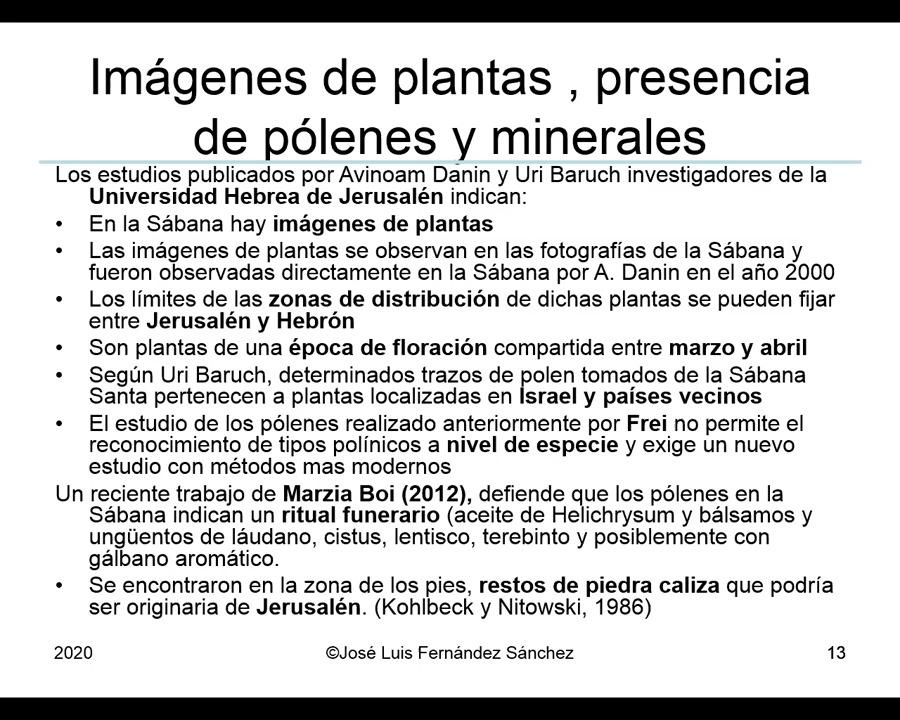 Imágenes de plantas , presencia
de pólenes y minerales
Los estudios publicados por Avinoam Danin y Uri Baruch investigadores de la
Universidad Hebrea de Jerusalén indican:
• En la Sábana hay imágenes de plantas
• Las imágenes de plantas se observan en las fotografías de la Sábana y
fueron observadas directamente en la Sábana por A. Danin en el año 2000
• Los límites de las zonas de distribución de dichas plantas se pueden fijar
entre Jerusalén y Hebrón
• Son plantas de una época de floración compartida entre marzo y abril
• Según Uri Baruch, determinados trazos de polen tomados de la Sábana
Santa pertenecen a plantas localizadas en Israel y países vecinos
• El estudio de los pólenes realizado anteriormente por Frei no permite el
reconocimiento de tipos polínicos a nivel de especie y exige un nuevo
estudio con métodos mas modernos
Un reciente trabajo de Marzia Boi (2012), defiende que los pólenes en la
Sábana indican un ritual funerario (aceite de Helichrysum y bálsamos y
ungüentos de láudano, cistus, lentisco, terebinto y posiblemente con
gálbano aromático.
• Se encontraron en la zona de los pies, restos de piedra caliza que podría
ser originaria de Jerusalén. (Kohlbeck y Nitowski, 1986)
2020
©José Luis Fernández Sánchez
13